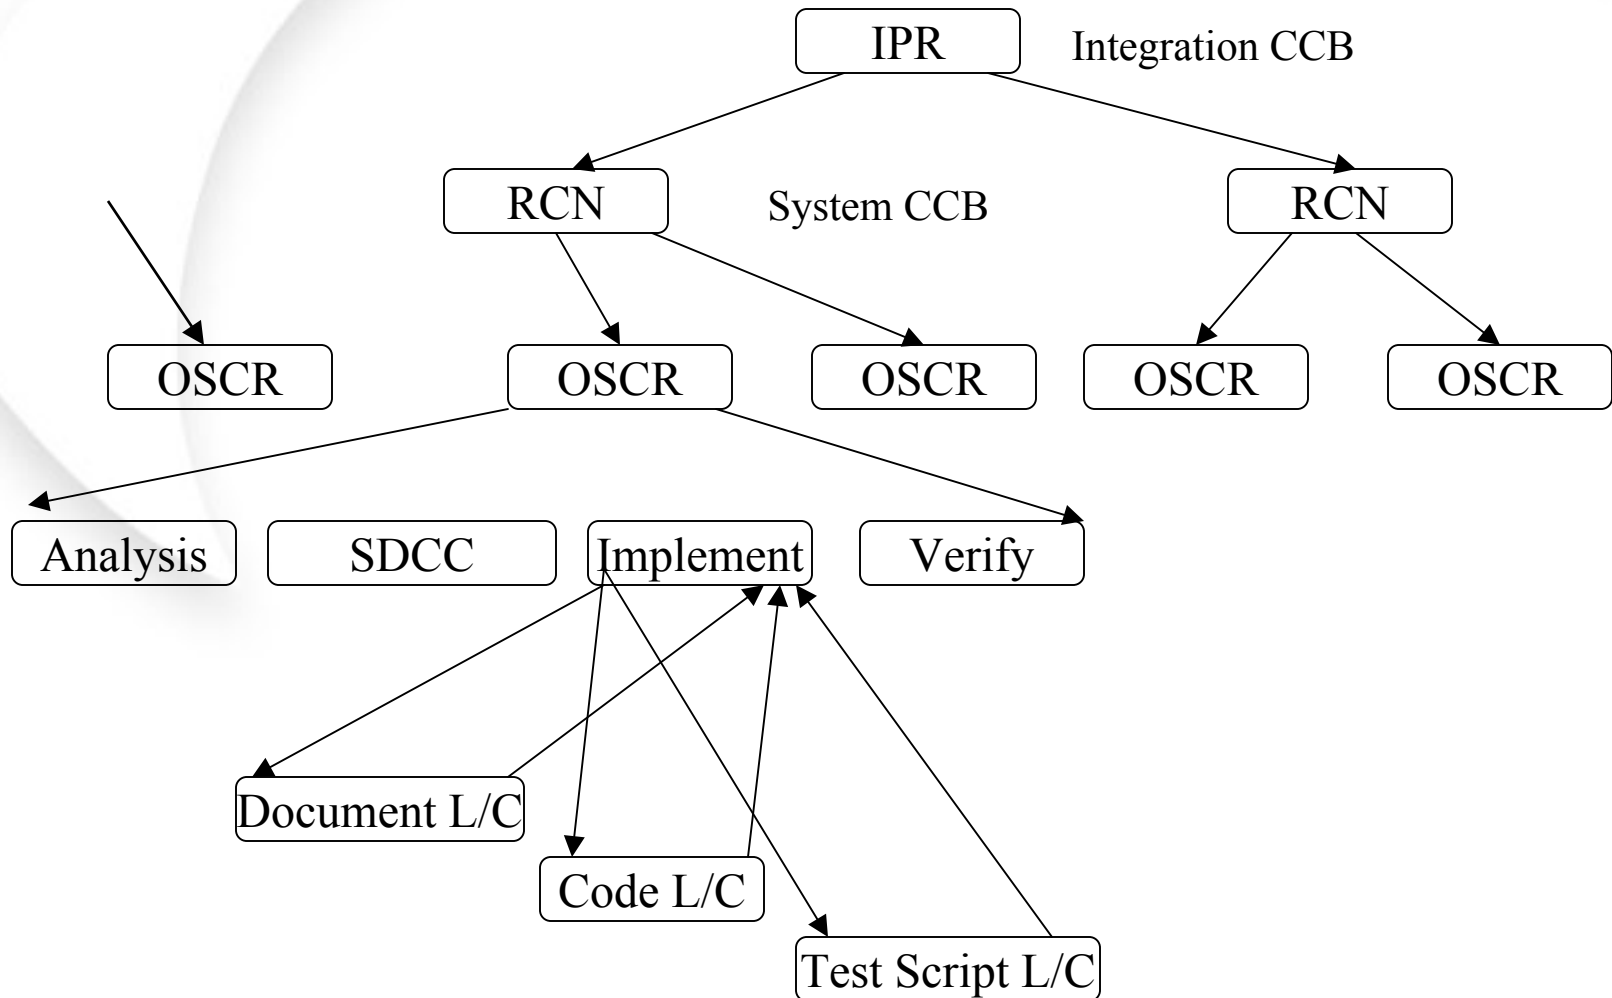 IPR
Integration CCB
RCN
System CCB
RCN
OSCR
OSCR
OSCR
OSCR
OSCR
Analysis
SDCC
Implement
Verify
Document L/C
Code L/C
Test Script L/C